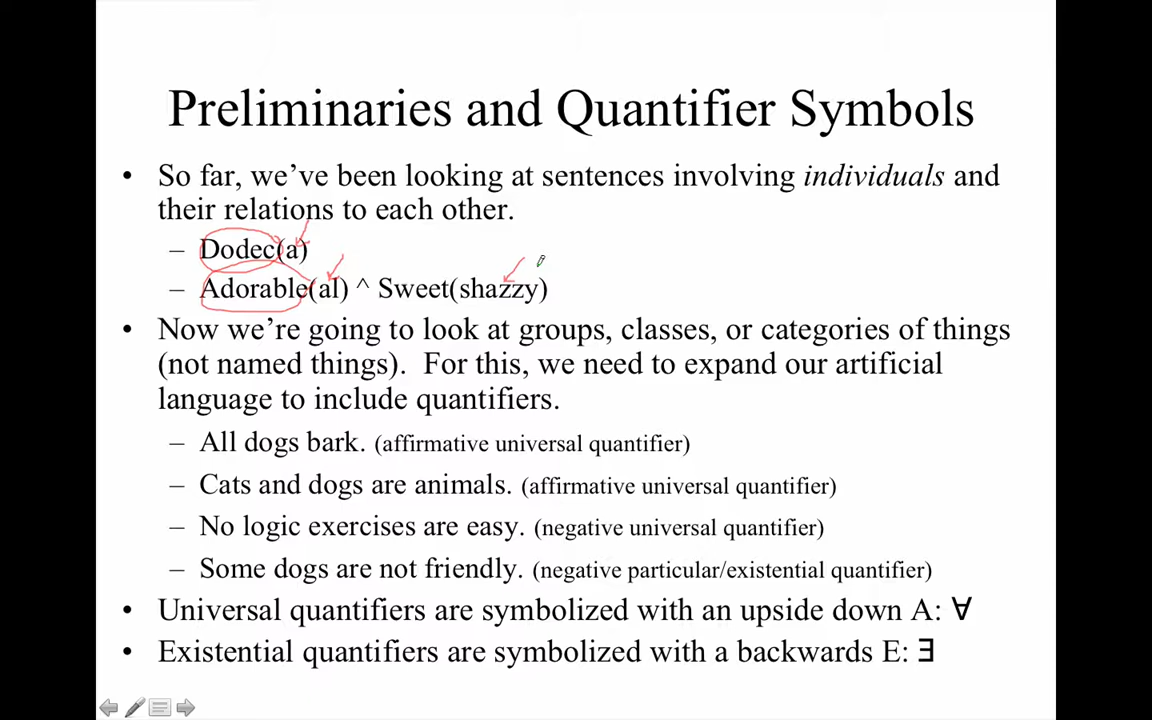 Preliminaries and Quantifier Symbols
• So far, we've been looking at sentences involving individuals and
their relations to each other.
– Dodec(a)
– Adorable(al) ^ Sweet(shazzy)
• Now we're going to look at groups, classes, or categories of things
(not named things). For this, we need to expand our artificial
language to include quantifiers.
– All dogs bark. (affirmative universal quantifier)
– Cats and dogs are animals. (affirmative universal quantifier)
– No logic exercises are easy. (negative universal quantifier)
– Some dogs are not friendly. (negative particular/existential quantifier)
• Universal quantifiers are symbolized with an upside down A: ∀
• Existential quantifiers are symbolized with a backwards E: ∃